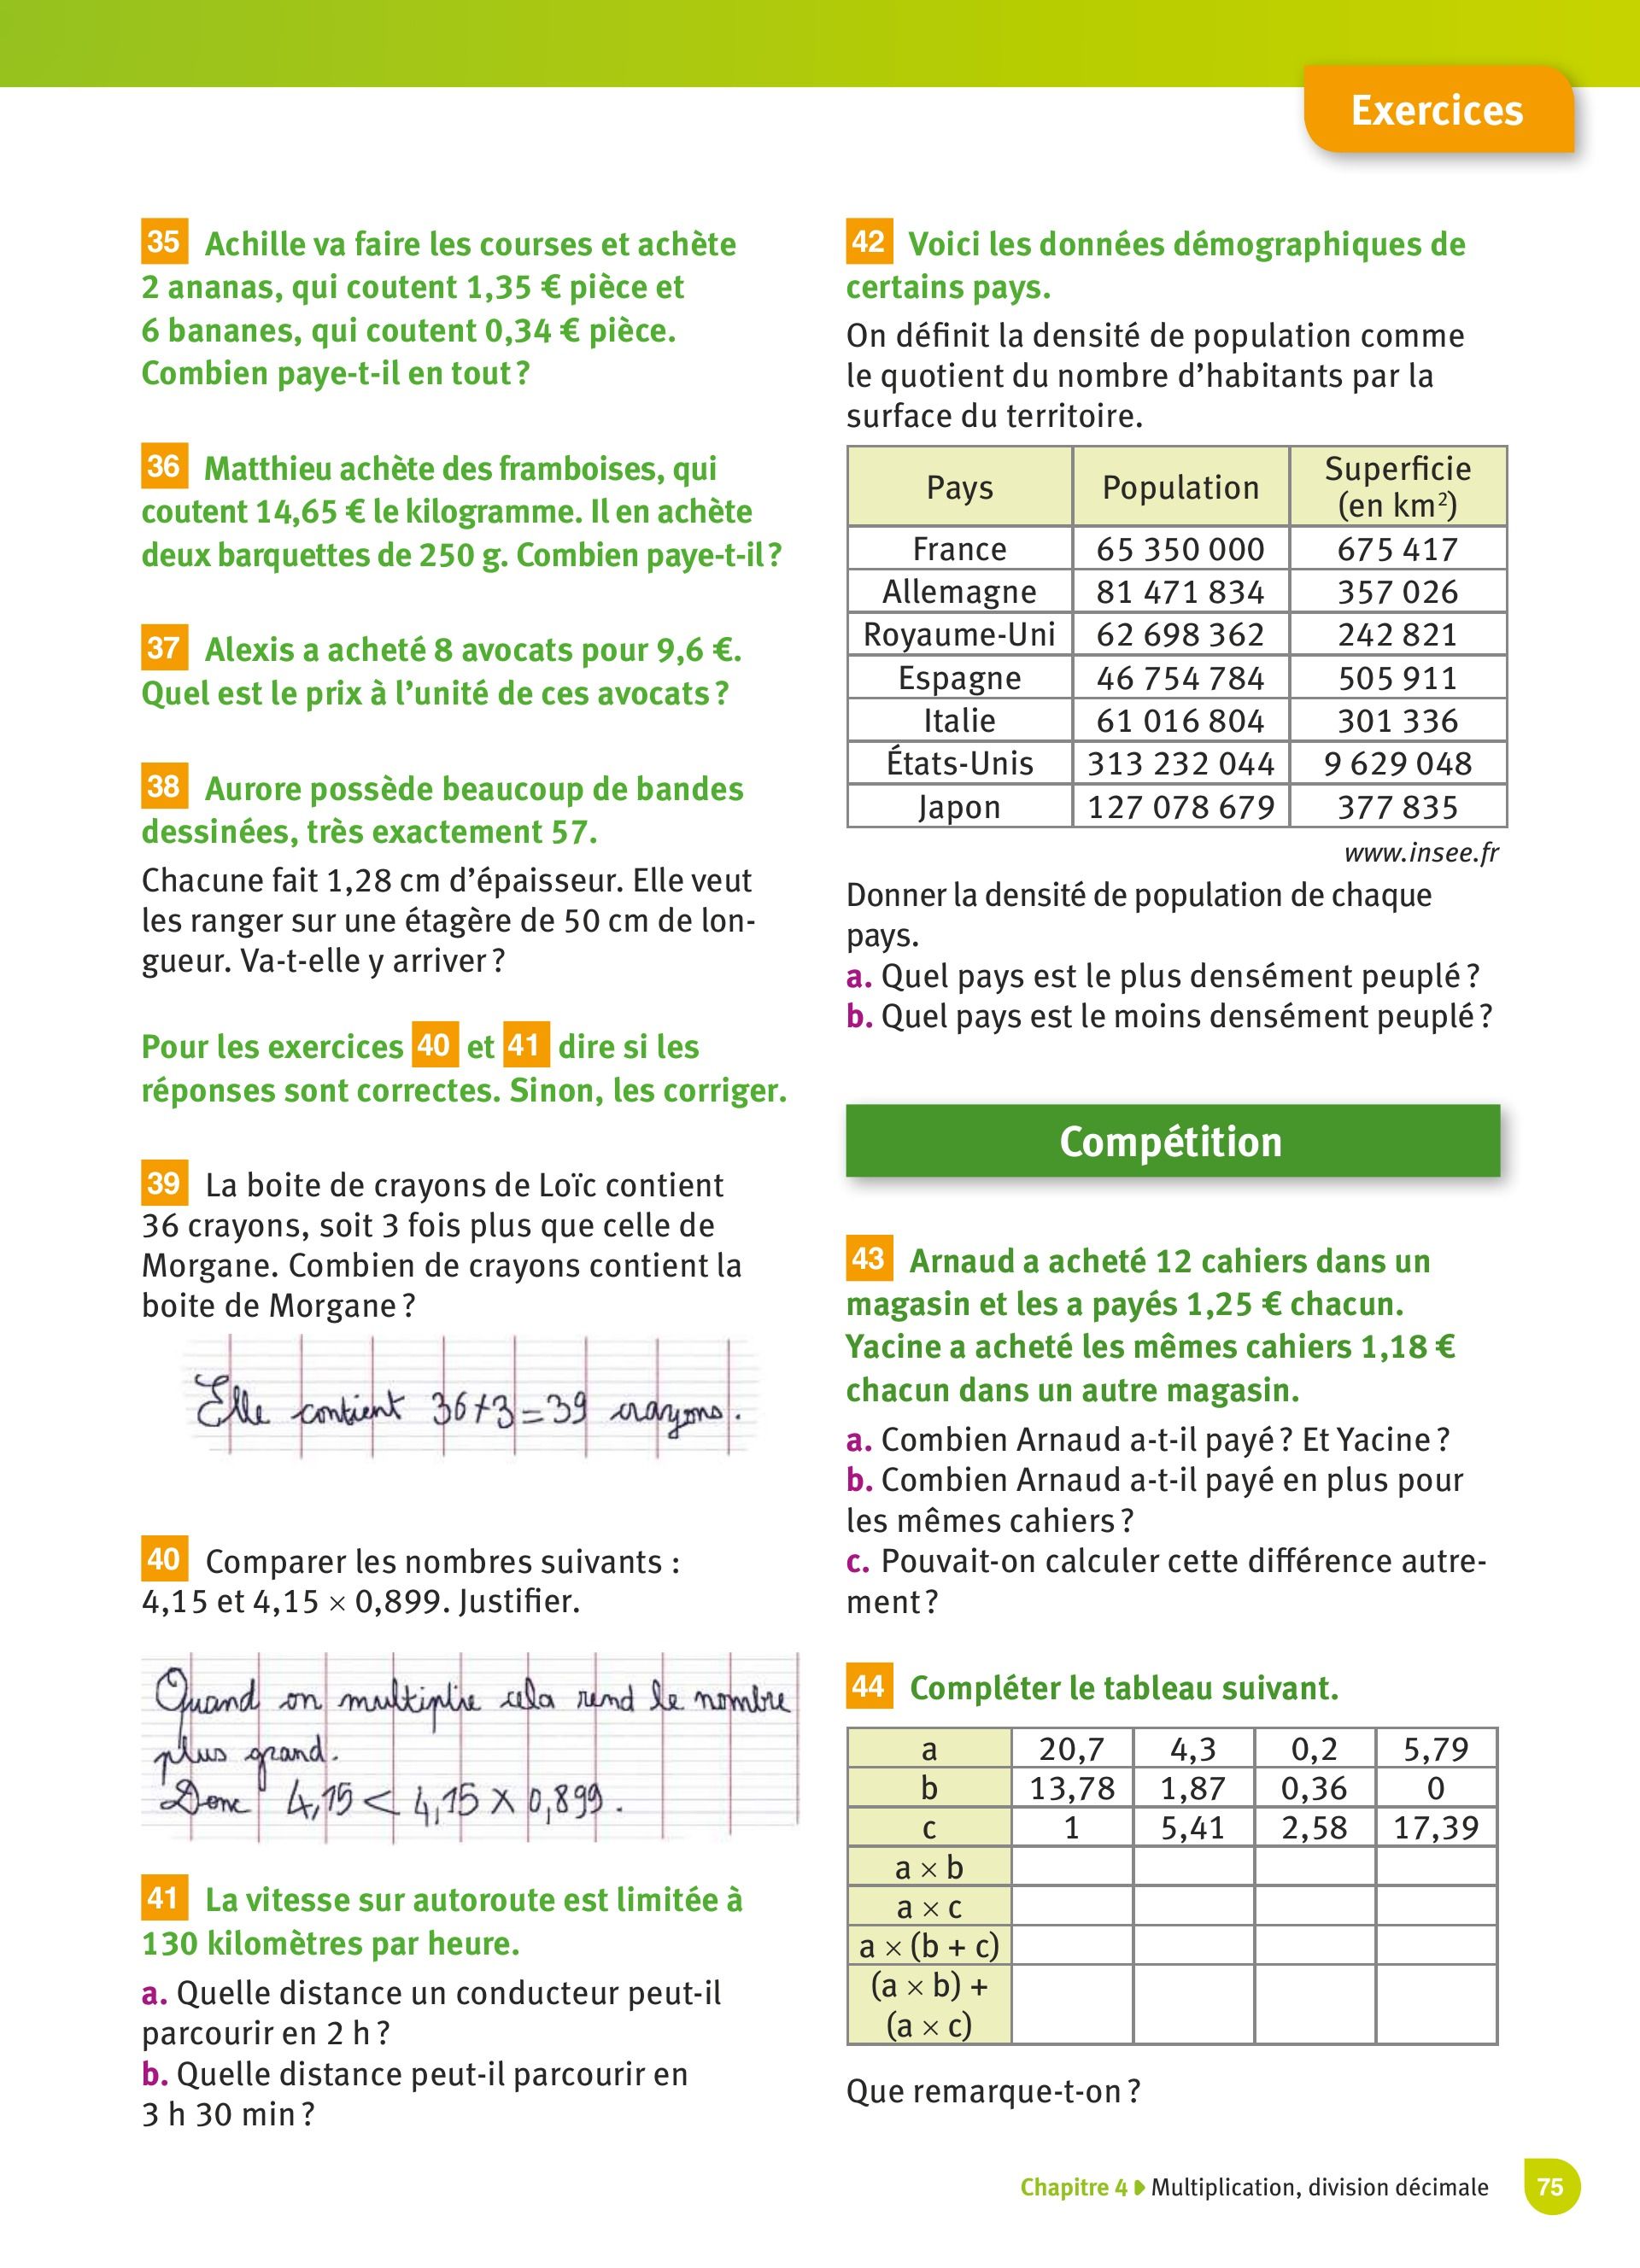 Exercices
35 Achille va faire les courses et achète
2 ananas, qui coutent 1,35 € pièce et
6 bananes, qui coutent 0,34 € pièce.
Combien paye-t-il en tout ?
36 Matthieu achète des framboises, qui
coutent 14,65 € le kilogramme. Il en achète
deux barquettes de 250 g. Combien paye-t-il ?
37 Alexis a acheté 8 avocats pour 9,6 €.
Quel est le prix à l’unité de ces avocats ?
38 Aurore possède beaucoup de bandes
dessinées, très exactement 57.
Chacune fait 1,28 cm d’épaisseur. Elle veut
les ranger sur une étagère de 50 cm de lon-
gueur. Va-t-elle y arriver ?
Pour les exercices 40 et 41 dire si les
réponses sont correctes. Sinon, les corriger.
39 La boite de crayons de Loïc contient
36 crayons, soit 3 fois plus que celle de
Morgane. Combien de crayons contient la
boite de Morgane ?
Elle contient 36+3=39 crayons.
40 Comparer les nombres suivants :
4,15 et 4,15 × 0,899. Justifier.
Quand on multiplie cela rend le nombre
plus grand.
Donc 4,15 < 4,15 × 0,899.
41 La vitesse sur autoroute est limitée à
130 kilomètres par heure.
a. Quelle distance un conducteur peut-il
parcourir en 2 h ?
b. Quelle distance peut-il parcourir en
3 h 30 min ?
42 Voici les données démographiques de
certains pays.
On définit la densité de population comme
le quotient du nombre d’habitants par la
surface du territoire.
Pays Population Superficie
(en km²)
France 65 350 000 675 417
Allemagne 81 471 834 357 026
Royaume-Uni 62 698 362 242 821
Espagne 46 754 784 505 911
Italie 61 016 804 301 336
États-Unis 313 232 044 9 629 048
Japon 127 078 679 377 835
www.insee.fr
Donner la densité de population de chaque
pays.
a. Quel pays est le plus densément peuplé ?
b. Quel pays est le moins densément peuplé ?
Compétition
43 Arnaud a acheté 12 cahiers dans un
magasin et les a payés 1,25 € chacun.
Yacine a acheté les mêmes cahiers 1,18 €
chacun dans un autre magasin.
a. Combien Arnaud a-t-il payé ? Et Yacine ?
b. Combien Arnaud a-t-il payé en plus pour
les mêmes cahiers ?
c. Pouvait-on calculer cette différence autre-
ment ?
44 Compléter le tableau suivant.
a 20,7 4,3 0,2 5,79
b 13,78 1,87 0,36 0
c 1 5,41 2,58 17,39
a × b
a × c
a × (b + c)
(a × b) +
(a × c)
Que remarque-t-on ?
Chapitre 4 Multiplication, division décimale 75